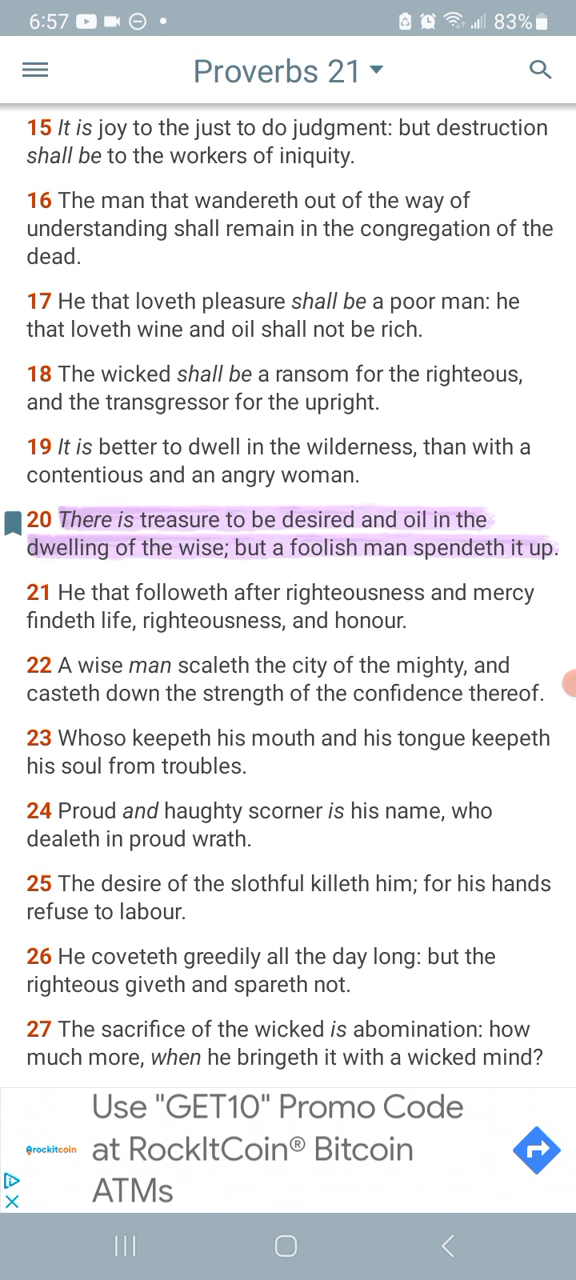 6:57
83%
Proverbs 21
15 It is joy to the just to do judgment: but destruction
shall be to the workers of iniquity.
16 The man that wandereth out of the way of
understanding shall remain in the congregation of the
dead.
17 He that loveth pleasure shall be a poor man: he
that loveth wine and oil shall not be rich.
18 The wicked shall be a ransom for the righteous,
and the transgressor for the upright.
19 It is better to dwell in the wilderness, than with a
contentious and an angry woman.
20 There is treasure to be desired and oil in the
dwelling of the wise; but a foolish man spendeth it up.
21 He that followeth after righteousness and mercy
findeth life, righteousness, and honour.
22 A wise man scaleth the city of the mighty, and
casteth down the strength of the confidence thereof.
23 Whoso keepeth his mouth and his tongue keepeth
his soul from troubles.
24 Proud and haughty scorner is his name, who
dealeth in proud wrath.
25 The desire of the slothful killeth him; for his hands
refuse to labour.
26 He coveteth greedily all the day long: but the
righteous giveth and spareth not.
27 The sacrifice of the wicked is abomination: how
much more, when he bringeth it with a wicked mind?
Use "GET10" Promo Code
rockitcoin at RockItCoin® Bitcoin
ATMs